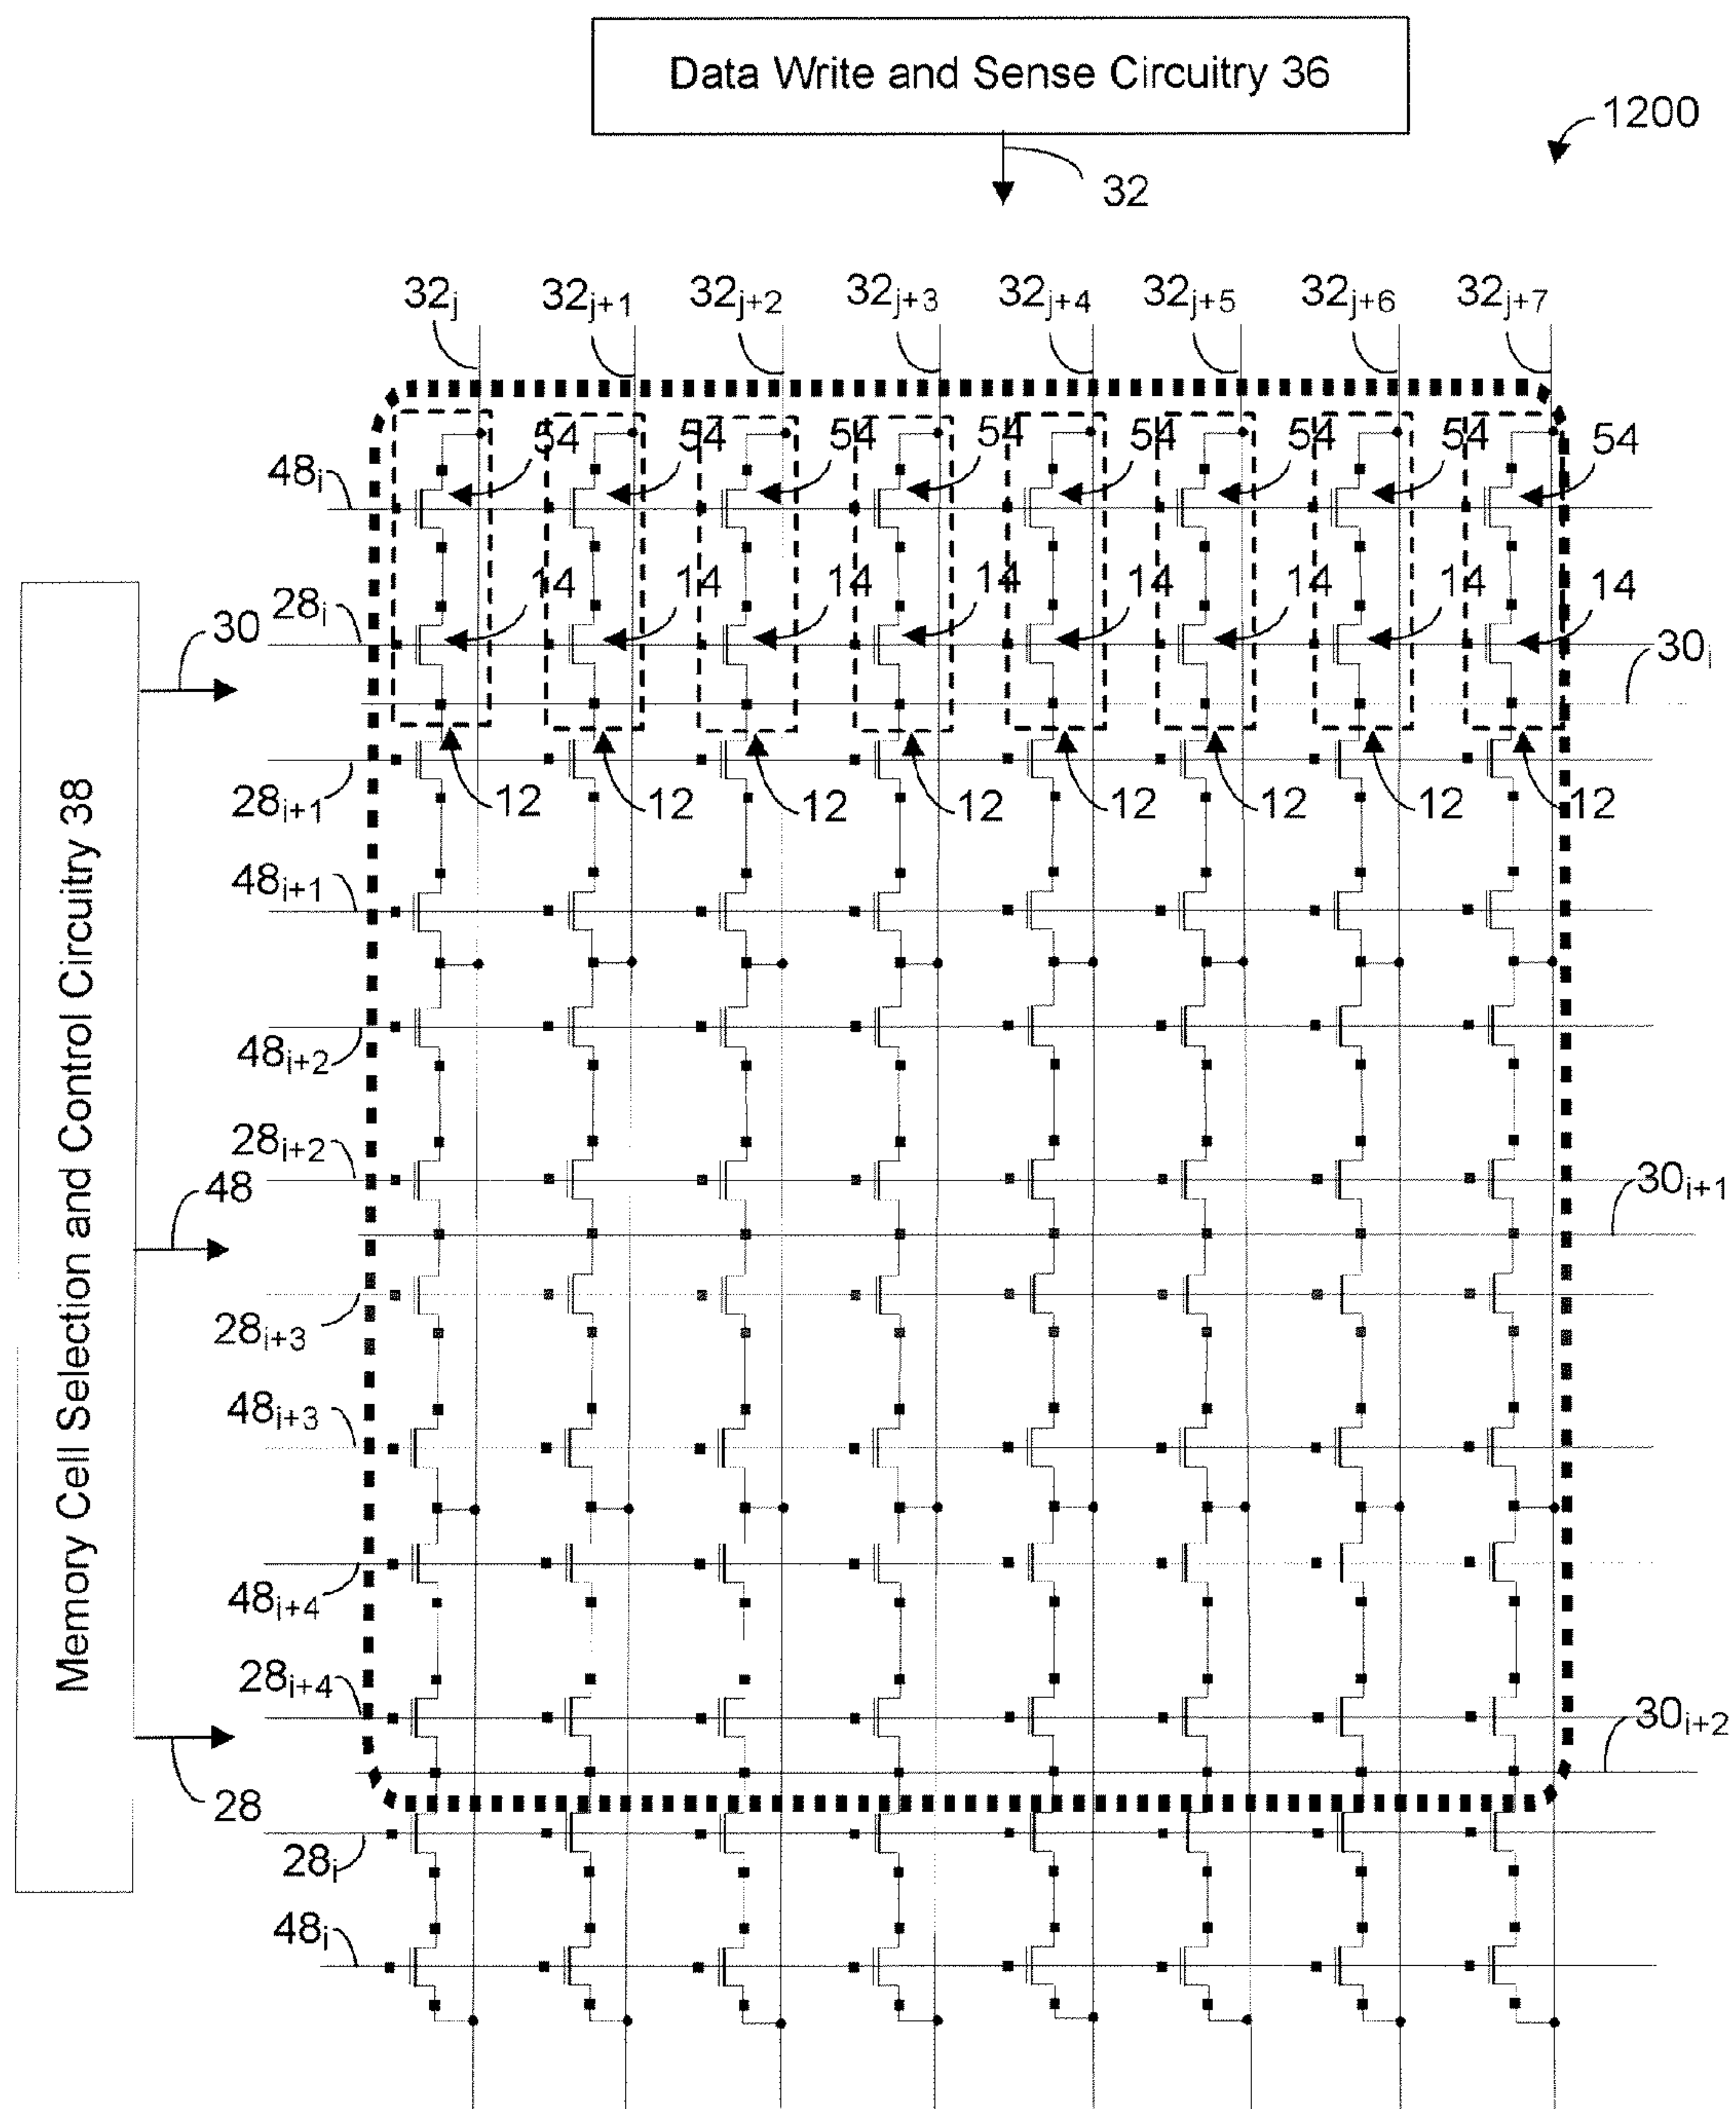 Data Write and Sense Circuitry 36
1200
32
32j 32j+1 32j+2 32j+3 32j+4 32j+5 32j+6 32j+7
54 54 54 54 54 54 54 54
48i
14 14 14 14 14 14 14 14
28i
30
30i
12 12 12 12 12 12 12 12
28i+1
48i+1
48i+2
28i+2
48
30i+1
28i+3
48i+3
48i+4
28i+4
30i+2
28
28i
48i
Memory Cell Selection and Control Circuitry 38